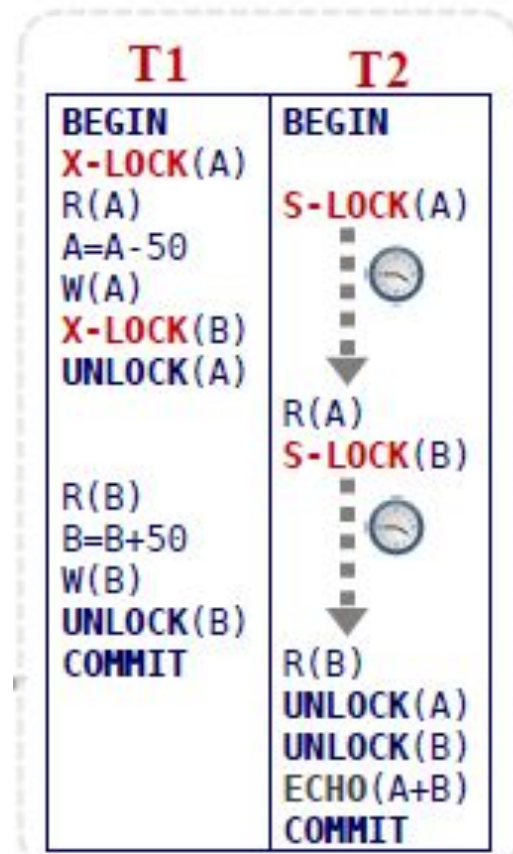 T1 T2
BEGIN BEGIN
X-LOCK(A)
R(A) S-LOCK(A)
A=A-50
W(A)
X-LOCK(B)
UNLOCK(A)
R(A)
S-LOCK(B)
R(B)
B=B+50
W(B)
UNLOCK(B)
COMMIT R(B)
UNLOCK(A)
UNLOCK(B)
ECHO(A+B)
COMMIT